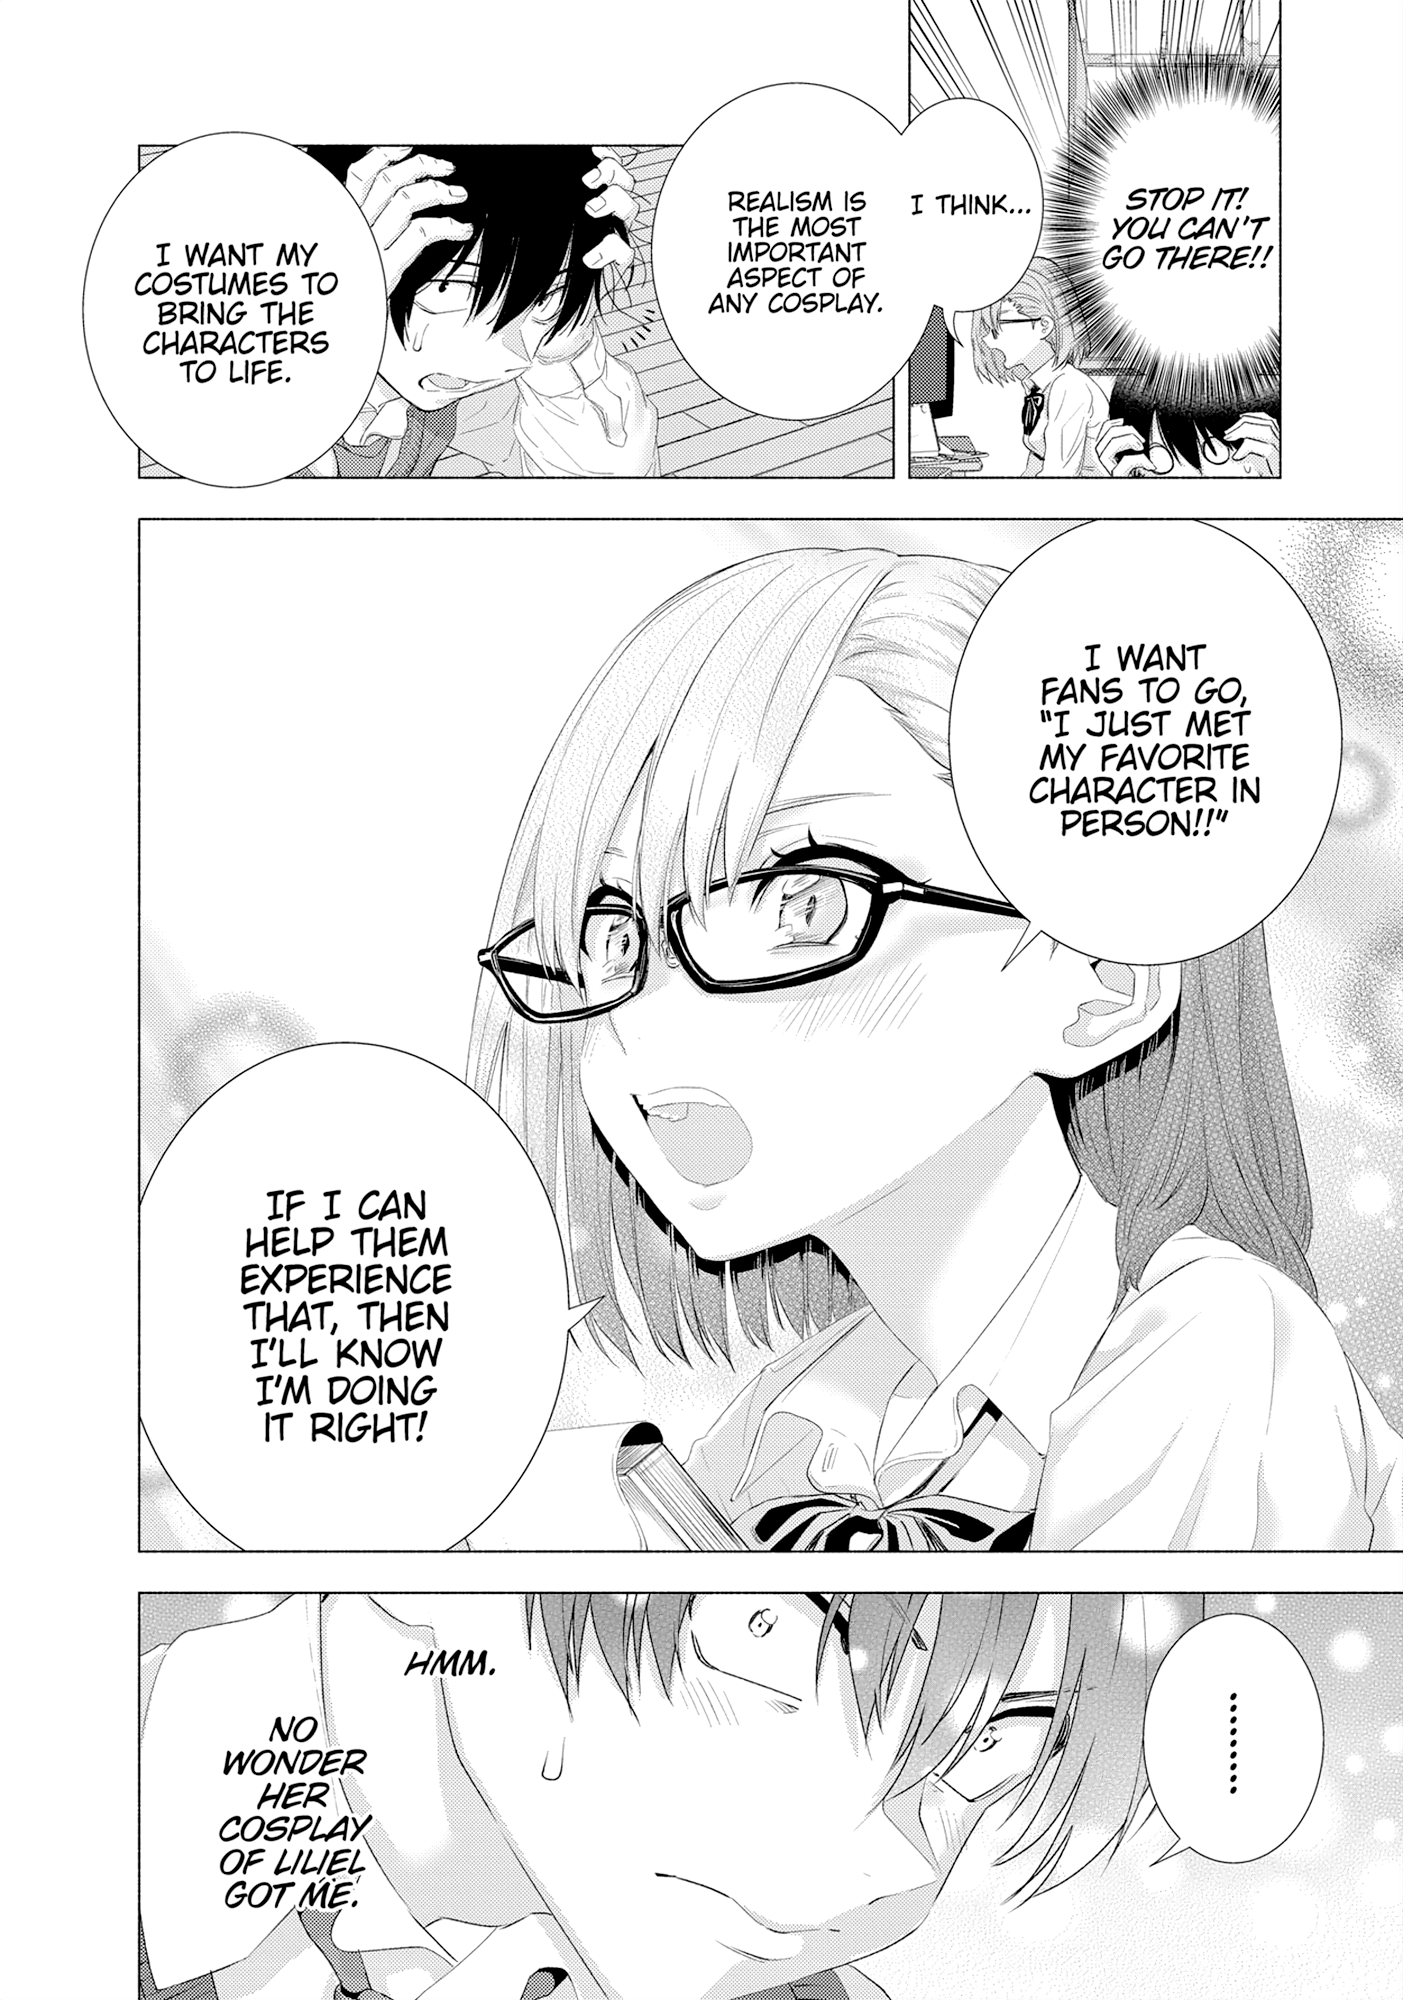 STOP IT!
YOU CAN'T
GO THERE!!
I THINK...
REALISM IS
THE MOST
IMPORTANT
ASPECT OF
ANY COSPLAY.
I WANT MY
COSTUMES TO
BRING THE
CHARACTERS
TO LIFE.
I WANT
FANS TO GO,
"I JUST MET
MY FAVORITE
CHARACTER IN
PERSON!!"
IF I CAN
HELP THEM
EXPERIENCE
THAT, THEN
I'LL KNOW
I'M DOING
IT RIGHT!
.........
HMM.
NO
WONDER
HER
COSPLAY
OF LILIEL
GOT ME.